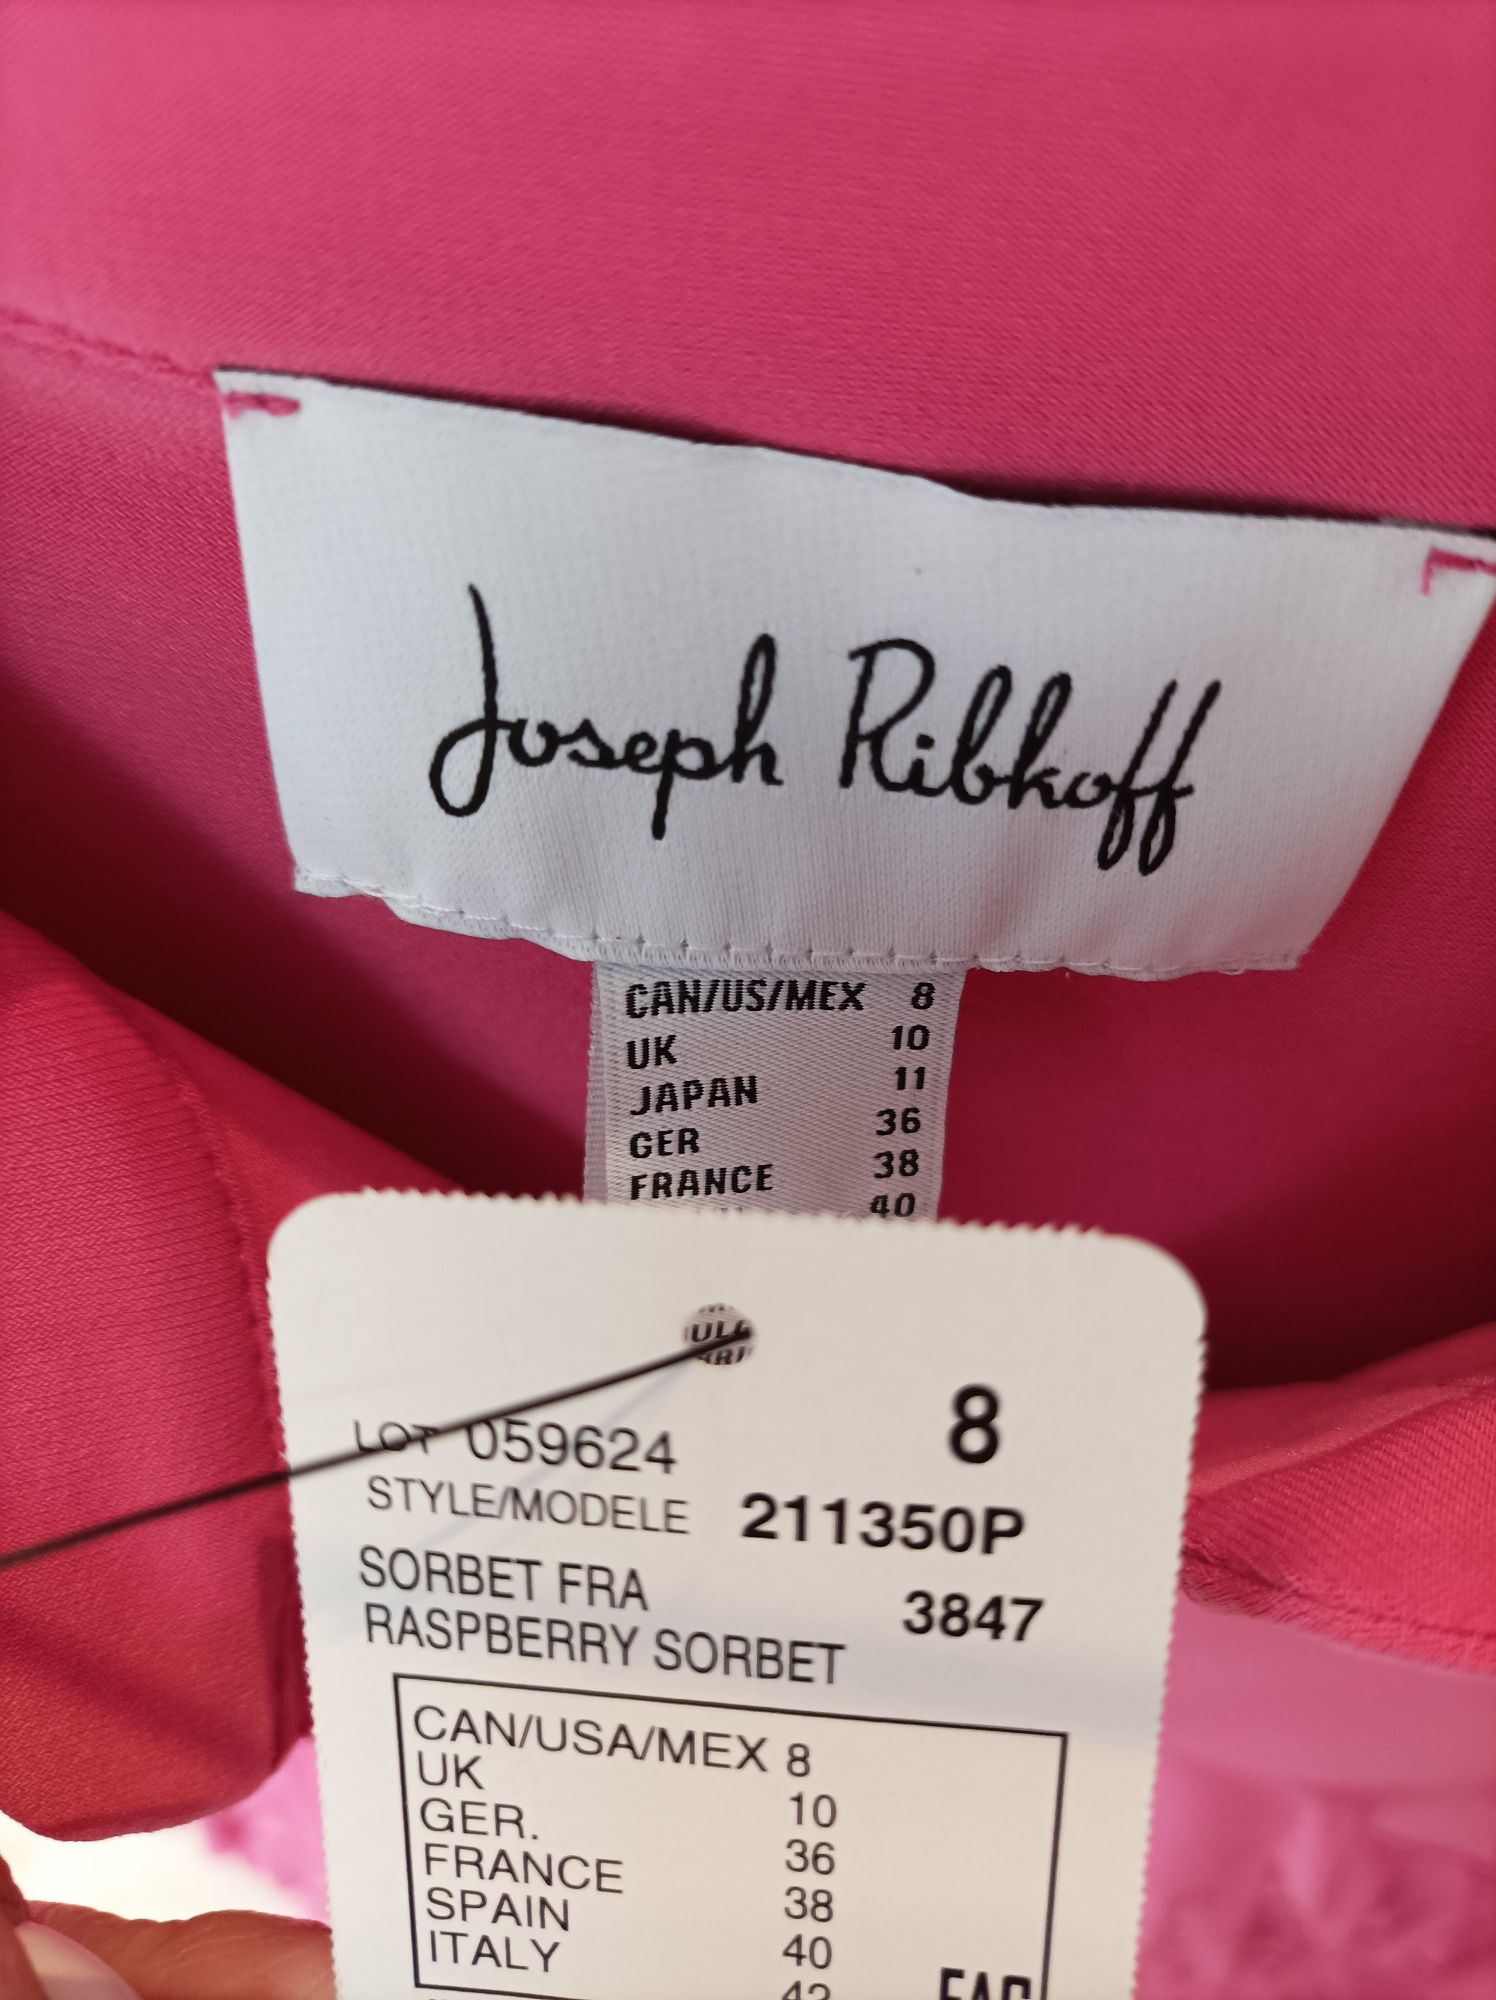 Joseph Ribkoff
CAN/US/MEX 8
UK 10
JAPAN 11
GER 36
FRANCE 38
40
LOT 059624 8
STYLE/MODELE 211350P
SORBET FRA 3847
RASPBERRY SORBET
CAN/USA/MEX 8
UK 10
GER. 36
FRANCE 38
SPAIN 40
ITALY 42